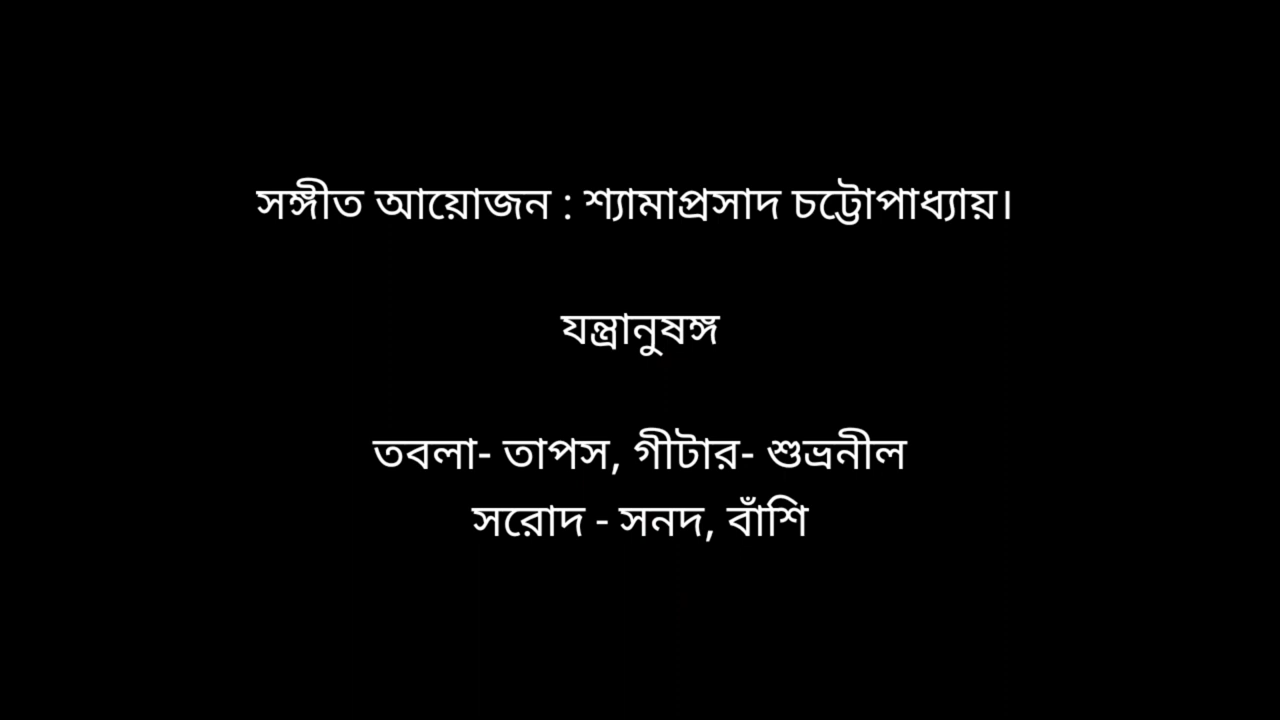 সঙ্গীত আয়োজন : শ্যামাপ্রসাদ চট্টোপাধ্যায়।
যন্ত্রানুষঙ্গ
তবলা- তাপস, গীটার- শুভ্রনীল
সরোদ - সনদ, বাঁশি